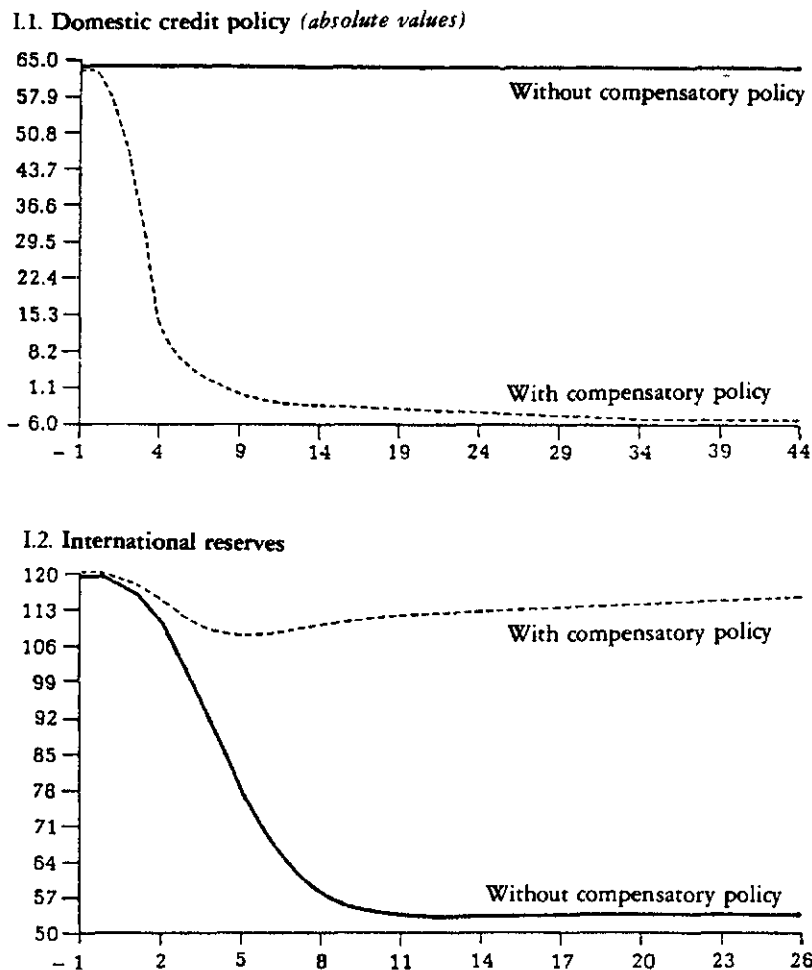 I.1. Domestic credit policy (absolute values)
65.0
57.9
50.8
43.7
36.6
29.5
22.4
15.3
8.2
1.1
- 6.0
Without compensatory policy
With compensatory policy
- 1 4 9 14 19 24 29 34 39 44
I.2. International reserves
120
113
106
99
92
85
78
71
64
57
50
With compensatory policy
Without compensatory policy
- 1 2 5 8 11 14 17 20 23 26